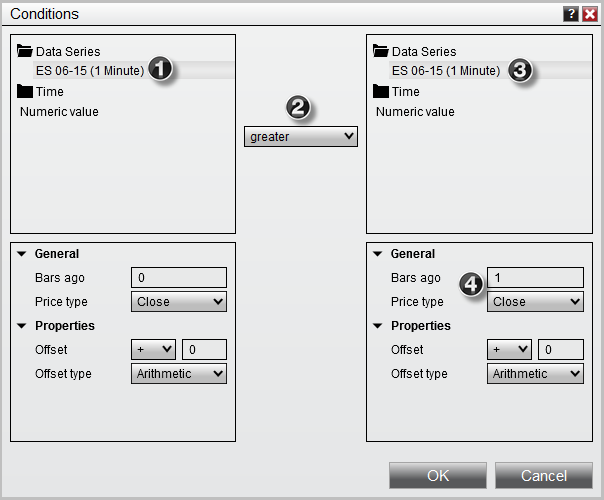 Conditions ?
Data Series
ES 06-15 (1 Minute) 1
Time
Numeric value
2
greater
Data Series
ES 06-15 (1 Minute) 3
Time
Numeric value
General
Bars ago 0
Price type Close
Properties
Offset + 0
Offset type Arithmetic
General
Bars ago 4 1
Price type Close
Properties
Offset + 0
Offset type Arithmetic
OK Cancel